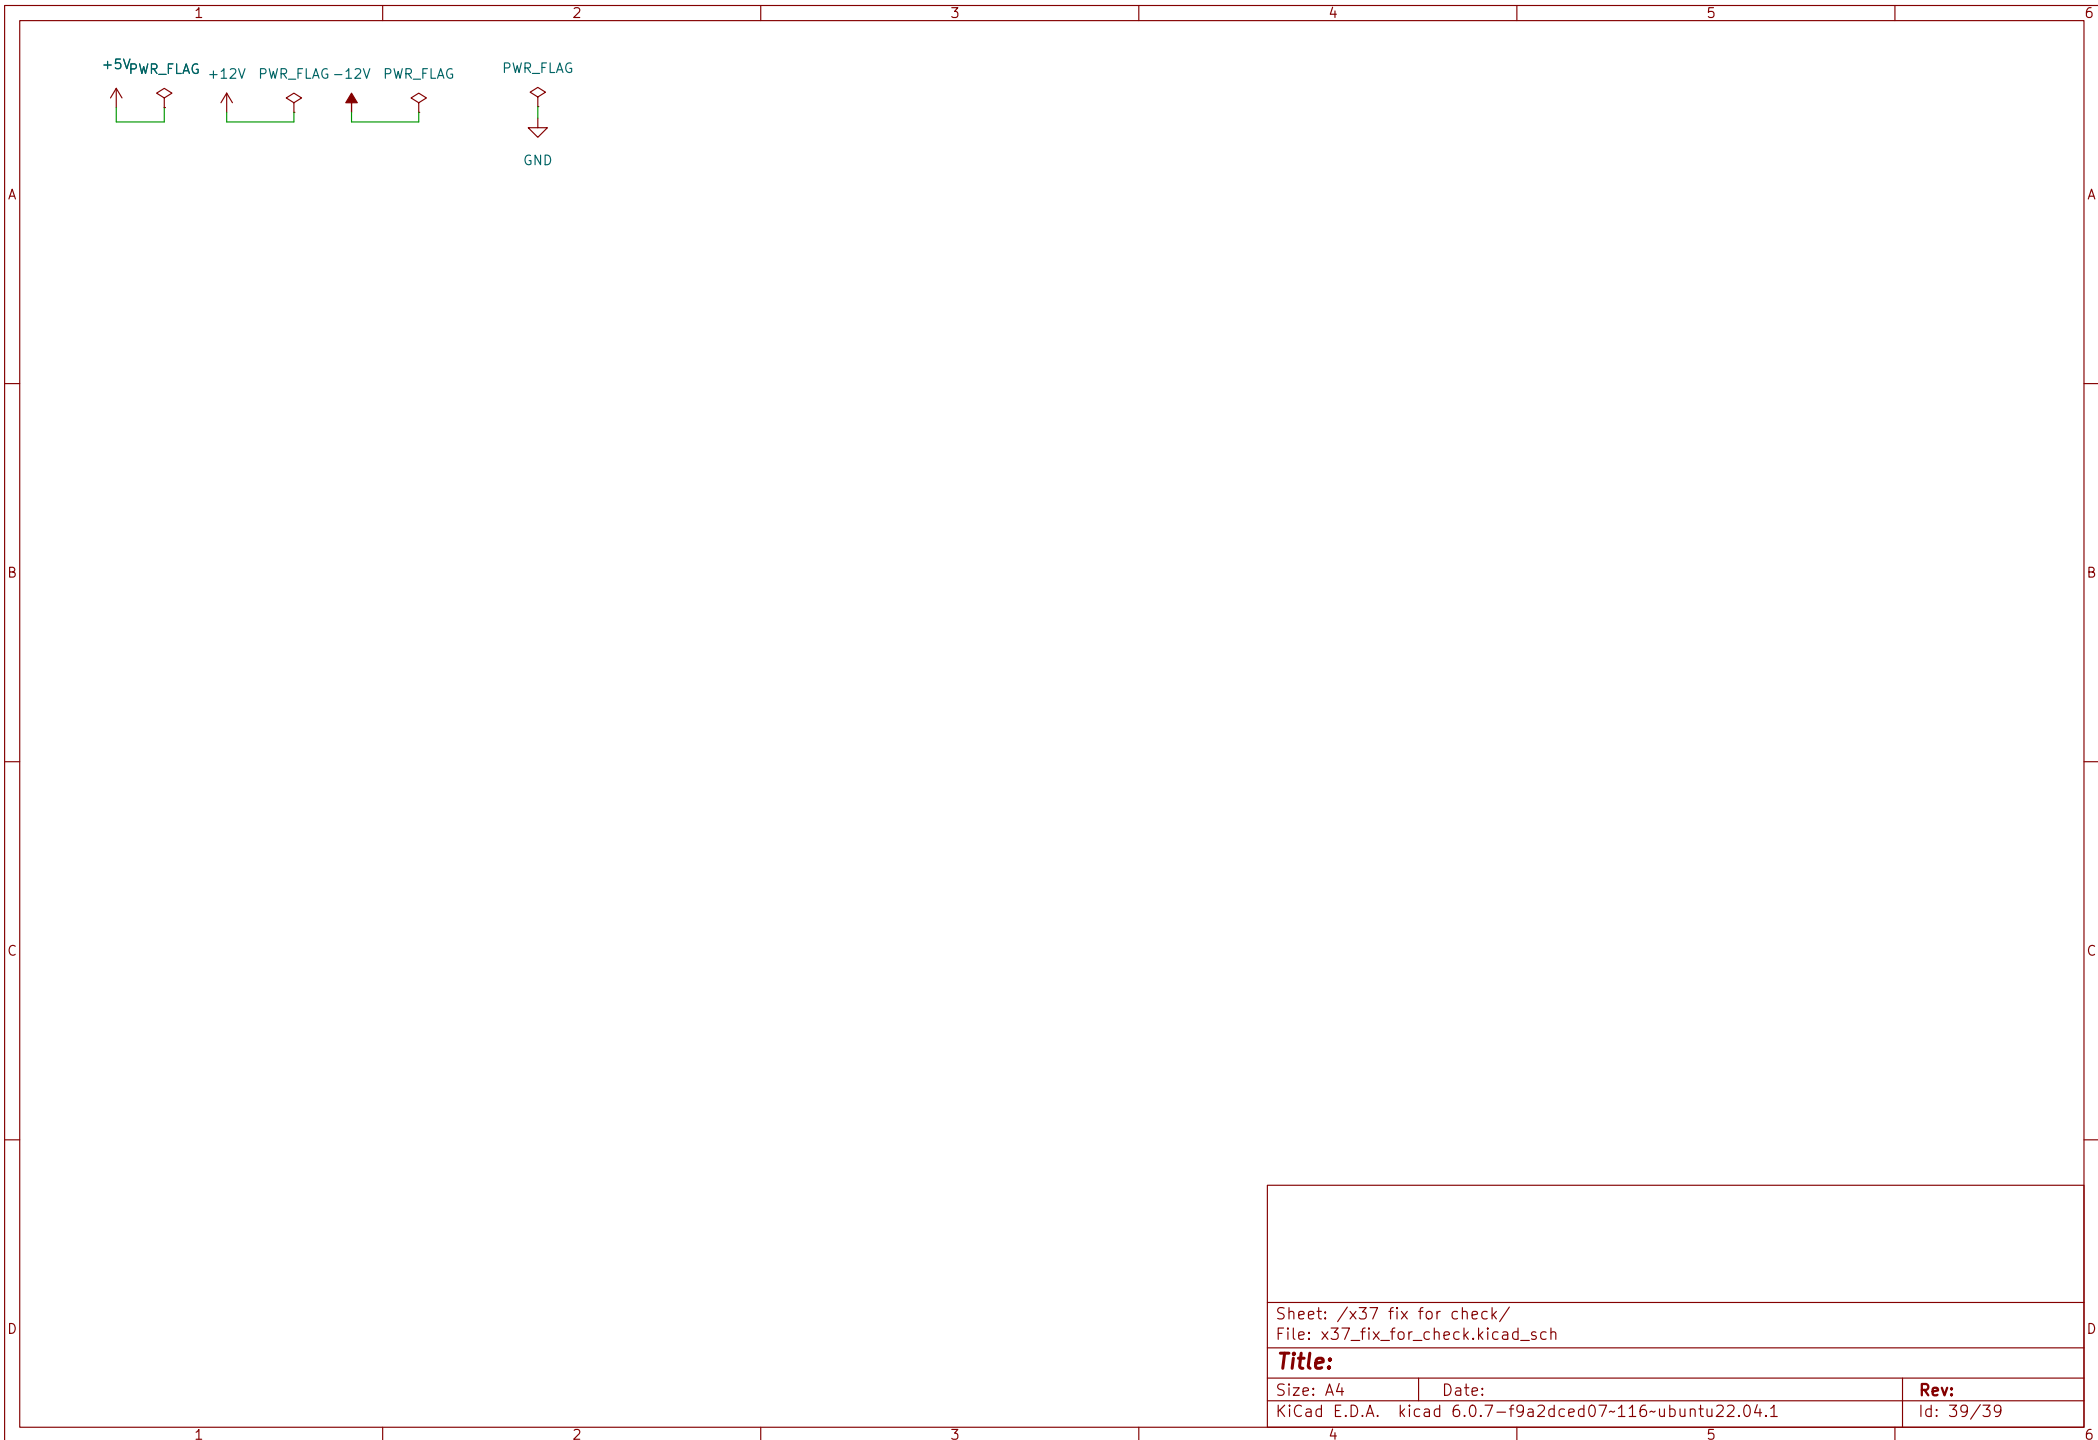 1 2 3 4 5 6
+5V PWR_FLAG +12V PWR_FLAG -12V PWR_FLAG PWR_FLAG
GND
A A
B B
C C
D D
Sheet: /x37 fix for check/
File: x37_fix_for_check.kicad_sch
Title:
Size: A4 Date: Rev:
KiCad E.D.A. kicad 6.0.7-f9a2dced07~116~ubuntu22.04.1 Id: 39/39
1 2 3 4 5 6